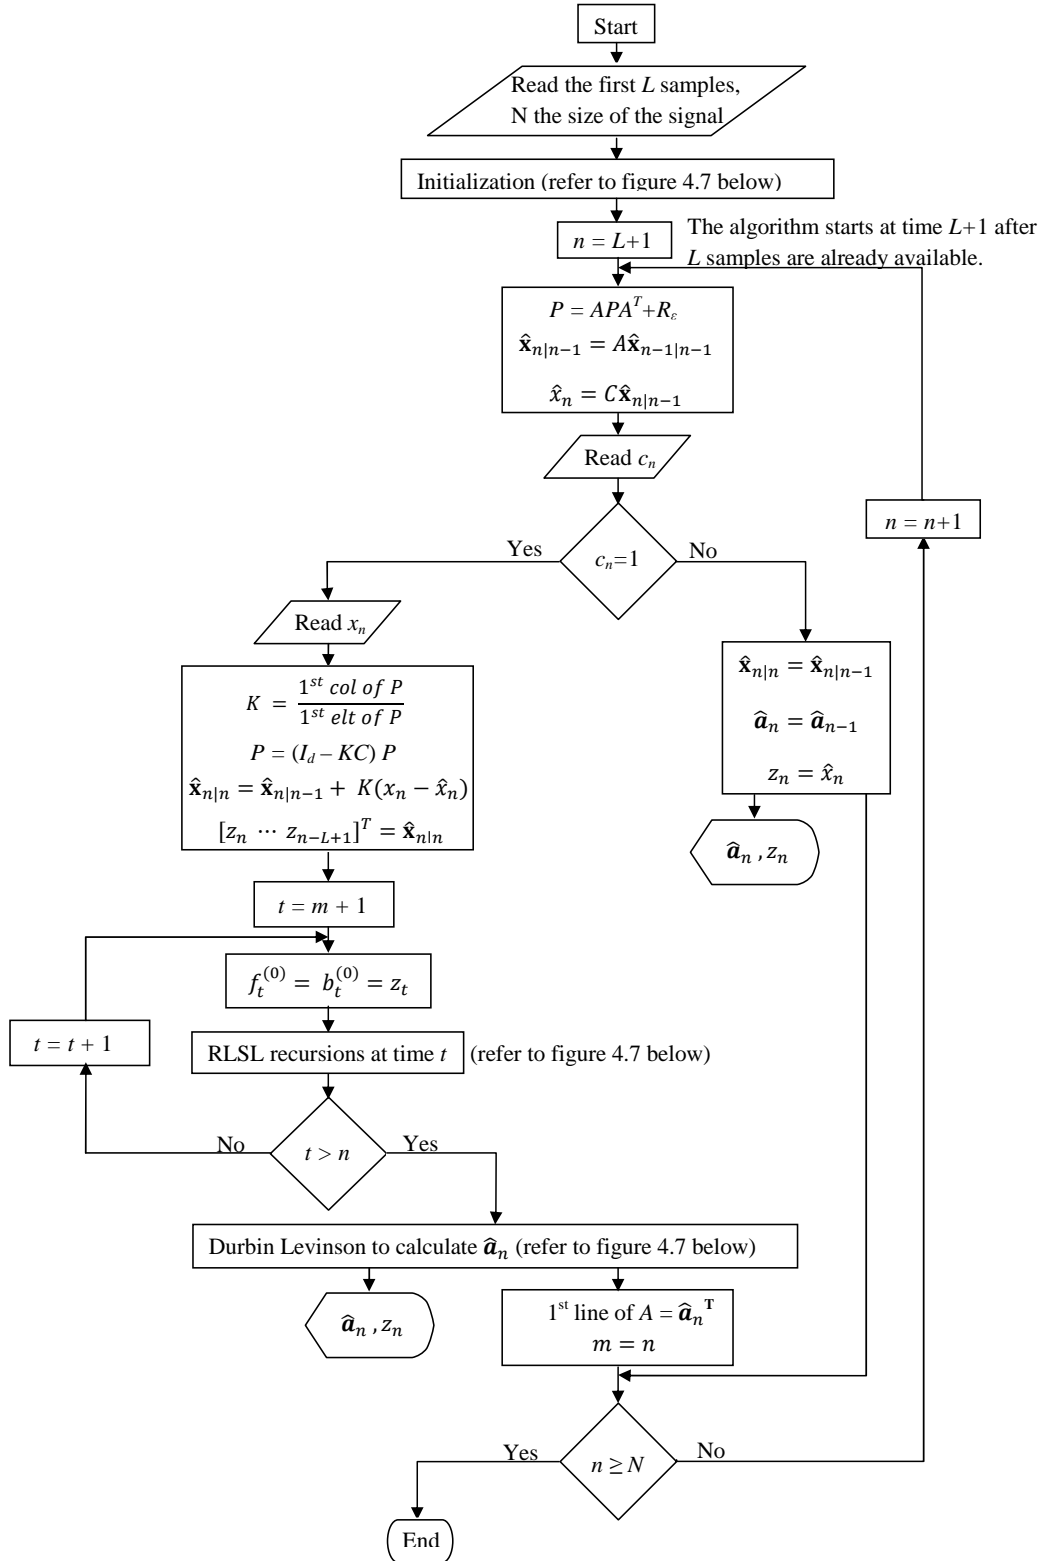 Start
Read the first L samples,
N the size of the signal
Initialization (refer to figure 4.7 below)
n = L+1
The algorithm starts at time L+1 after
L samples are already available.
P = APA^T+R_ε
x̂_{n|n-1} = Ax̂_{n-1|n-1}
x̂_n = Cx̂_{n|n-1}
Read c_n
n = n+1
Yes
c_n=1
No
Read x_n
K = 1^{st} col of P / 1^{st} elt of P
P = (I_d – KC) P
x̂_{n|n} = x̂_{n|n-1} + K(x_n − x̂_n)
[z_n ⋯ z_{n-L+1}]^T = x̂_{n|n}
x̂_{n|n} = x̂_{n|n-1}
â_n = â_{n-1}
z_n = x̂_n
â_n , z_n
t = m + 1
f_t^{(0)} = b_t^{(0)} = z_t
t = t + 1
RLSL recursions at time t (refer to figure 4.7 below)
No
t > n
Yes
Durbin Levinson to calculate â_n (refer to figure 4.7 below)
â_n , z_n
1^{st} line of A = â_n^T
m = n
Yes
n ≥ N
No
End